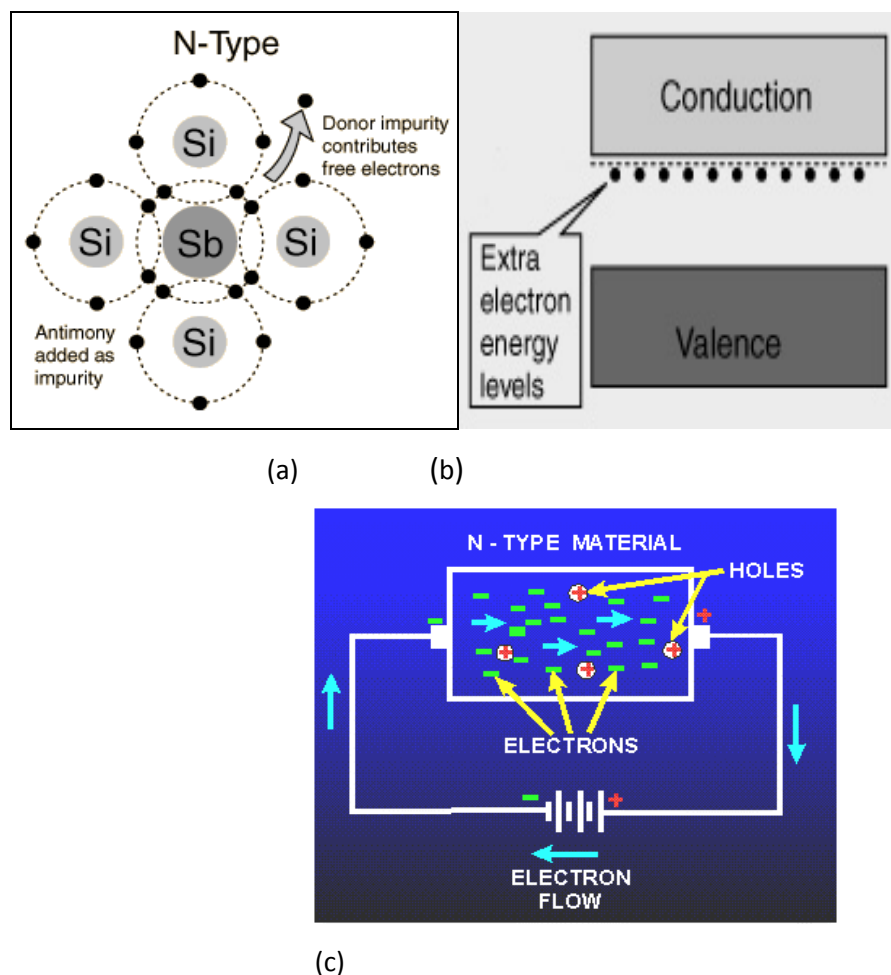 N-Type
Si
Donor impurity
contributes
free electrons
Si
Sb
Si
Antimony
added as
impurity
Si
Conduction
Extra
electron
energy
levels
Valence
(a) (b)
N - TYPE MATERIAL
HOLES
- +
+
+
+
+
ELECTRONS
- +
ELECTRON
FLOW
(c)